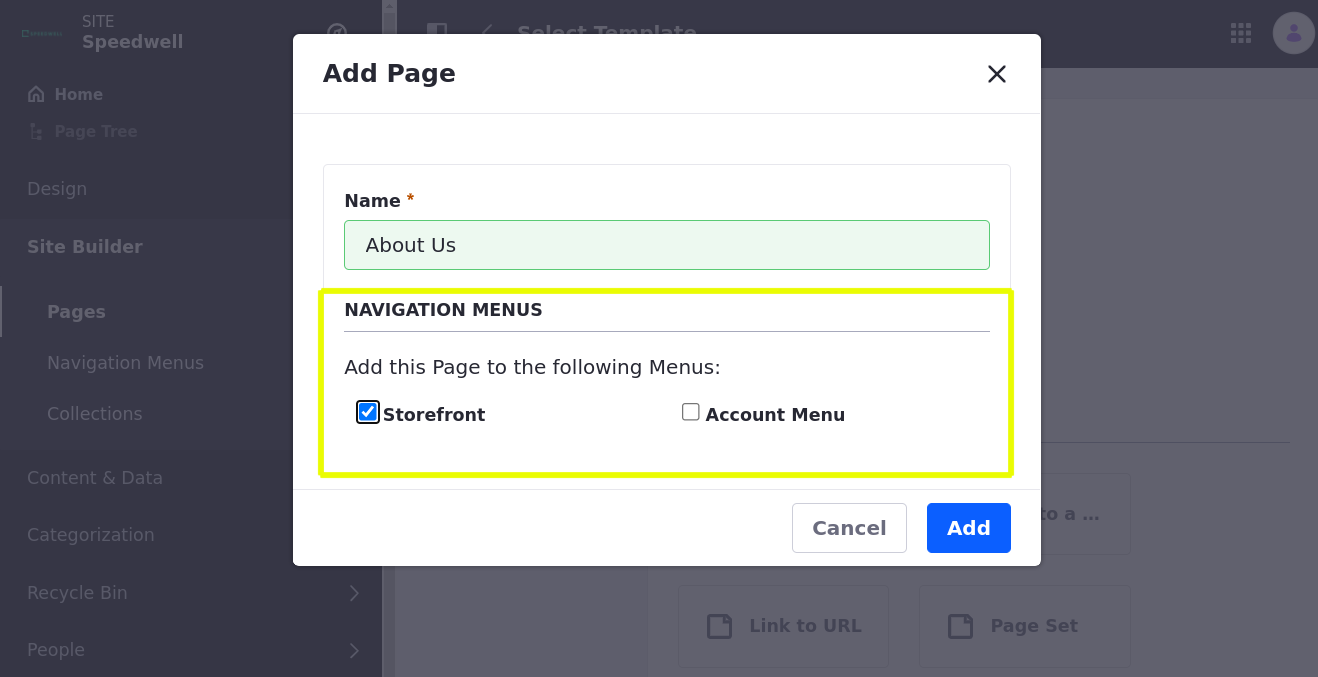 SITE
Speedwell
Select Template
Home
Page Tree
Design
Site Builder
Pages
Navigation Menus
Collections
Content & Data
Categorization
Recycle Bin
People
Add Page
Name *
About Us
NAVIGATION MENUS
Add this Page to the following Menus:
Storefront Account Menu
Cancel Add
to a ...
Link to URL Page Set